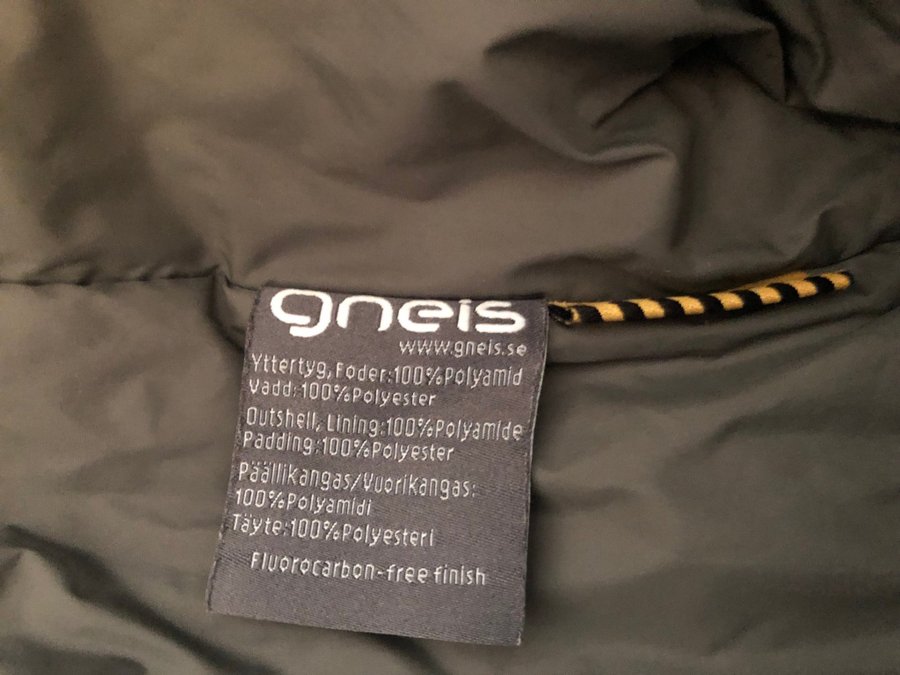 gneis
www.gneis.se
Yttertyg, Foder:100%Polyamid
Vadd:100%Polyester
Outshell, Lining:100%Polyamide
Padding:100%Polyester
Päällikangas/Vuorikangas:
100%Polyamidi
Täyte:100%Polyesteri
Fluorocarbon-free finish